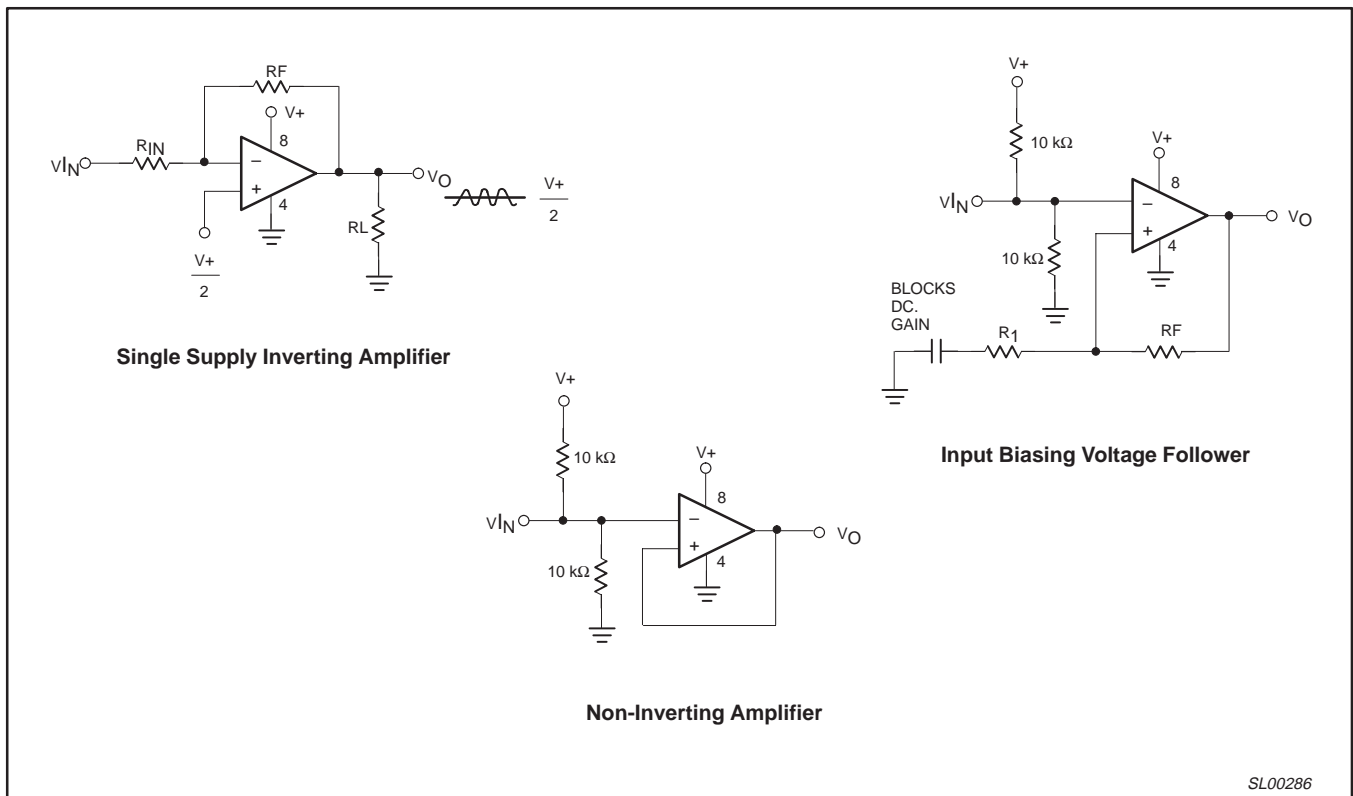 RF
V+
8
RIN
VIN
−
+
4
VO
V+
2
RL
V+
2
Single Supply Inverting Amplifier
V+
10 kΩ
V+
8
VIN
−
+
4
VO
10 kΩ
BLOCKS
DC.
GAIN
R1
RF
Input Biasing Voltage Follower
V+
10 kΩ
V+
8
VIN
−
+
4
VO
10 kΩ
Non-Inverting Amplifier
SL00286